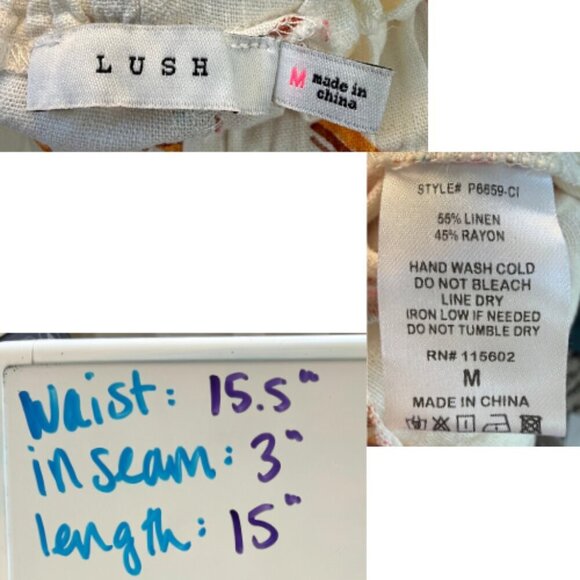 LUSH
M made in
china
STYLE# P6659-CI
55% LINEN
45% RAYON
HAND WASH COLD
DO NOT BLEACH
LINE DRY
IRON LOW IF NEEDED
DO NOT TUMBLE DRY
RN# 115602
M
MADE IN CHINA
Waist: 15.5"
inseam: 3"
length: 15"